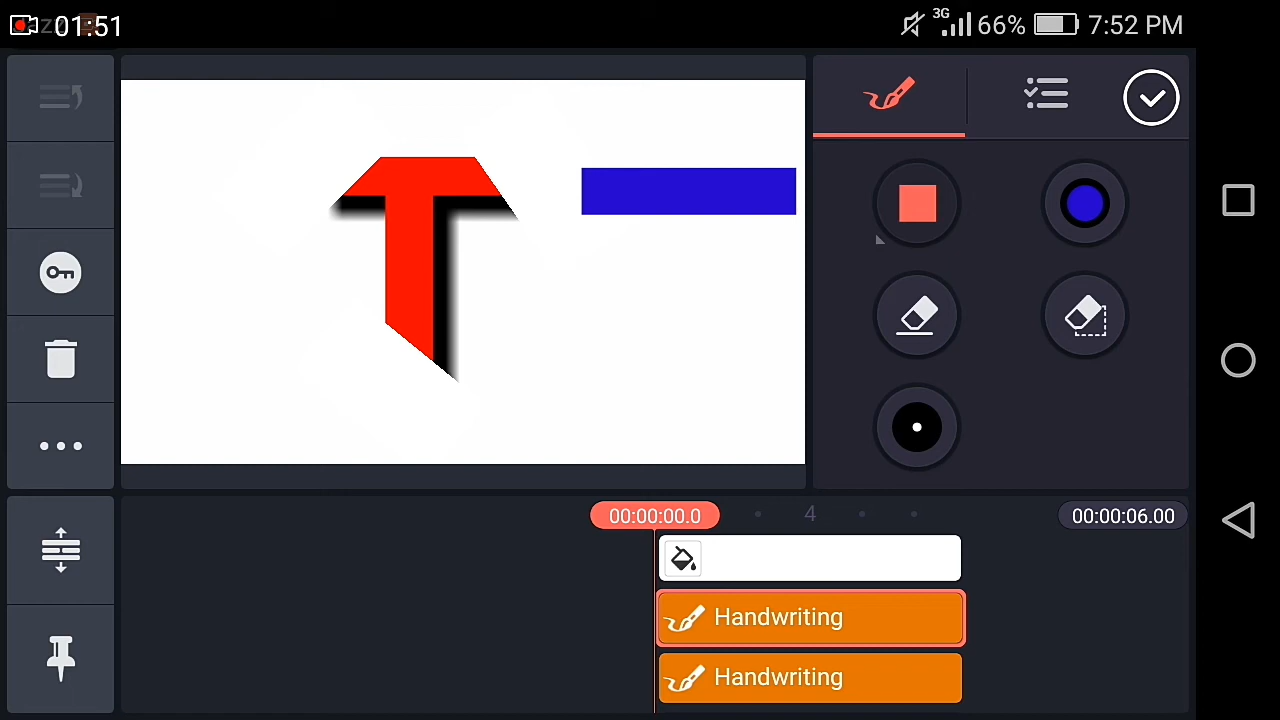 01:51
3G 66% 7:52 PM
T
00:00:00.0
4
00:00:06.00
Handwriting
Handwriting